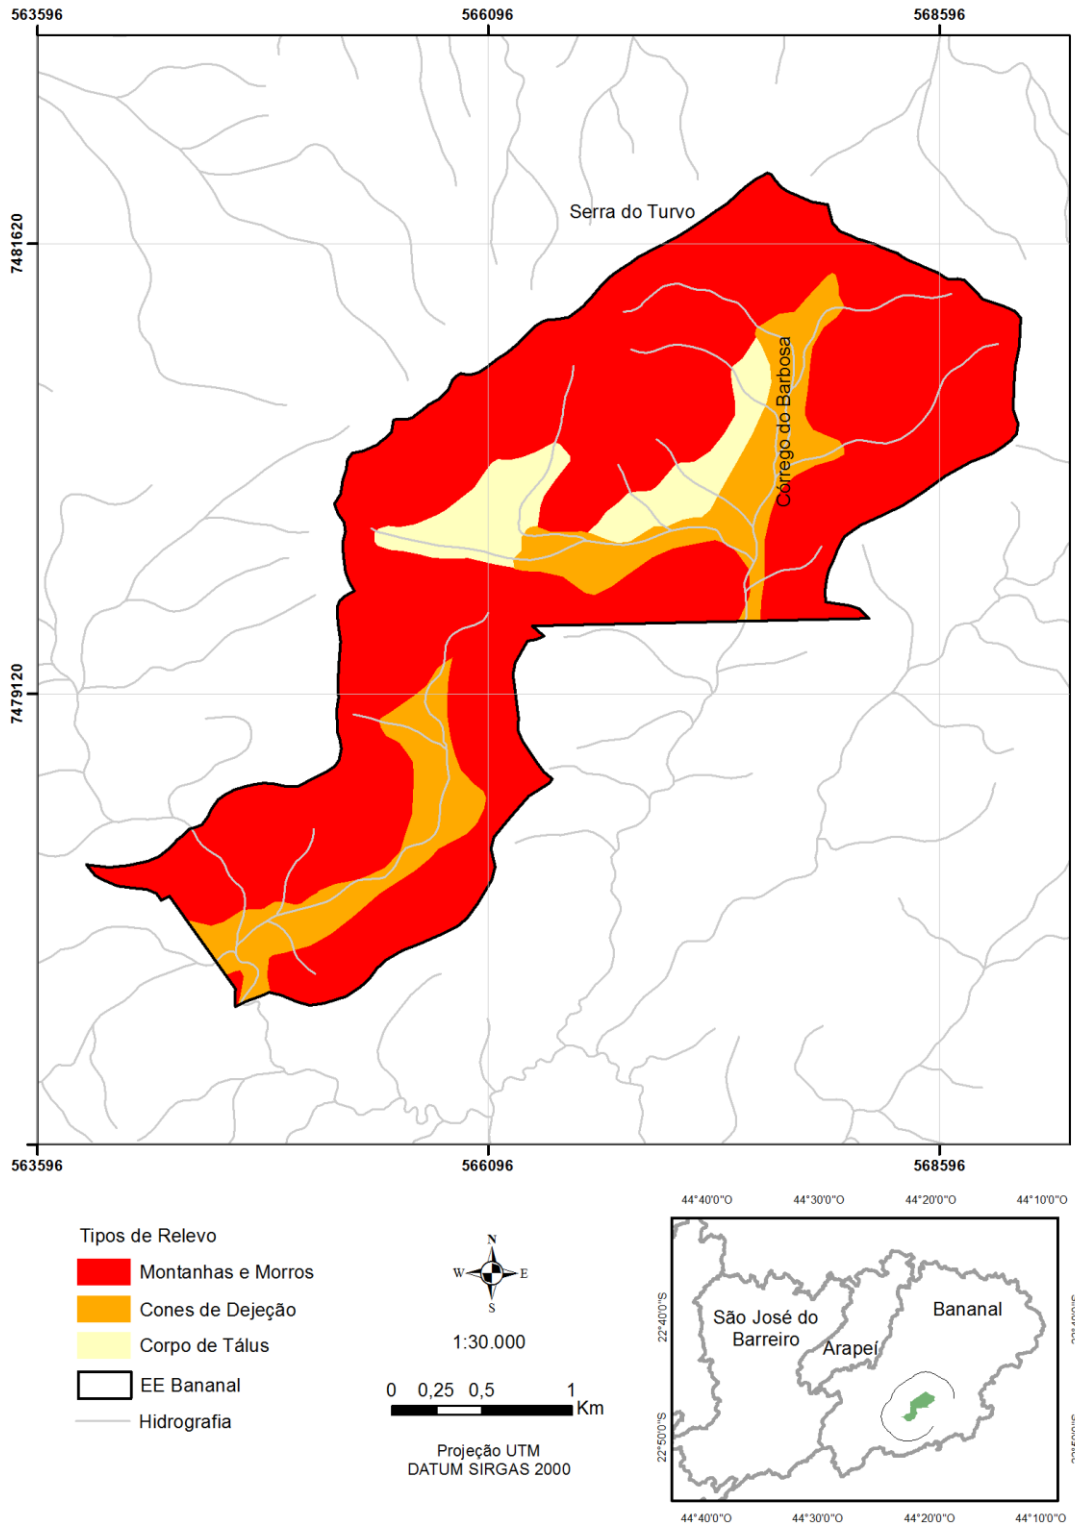 563596 566096 568596
7481620
Serra do Turvo
Córrego do Barbosa
7479120
563596 566096 568596
Tipos de Relevo
Montanhas e Morros
Cones de Dejeção
Corpo de Tálus
EE Bananal
Hidrografia
N
W E
S
1:30.000
0 0,25 0,5 1
Km
Projeção UTM
DATUM SIRGAS 2000
44°40'0"O 44°30'0"O 44°20'0"O 44°10'0"O
22°40'0"S
São José do
Barreiro
Arapeí
Bananal
22°50'0"S
44°40'0"O 44°30'0"O 44°20'0"O 44°10'0"O